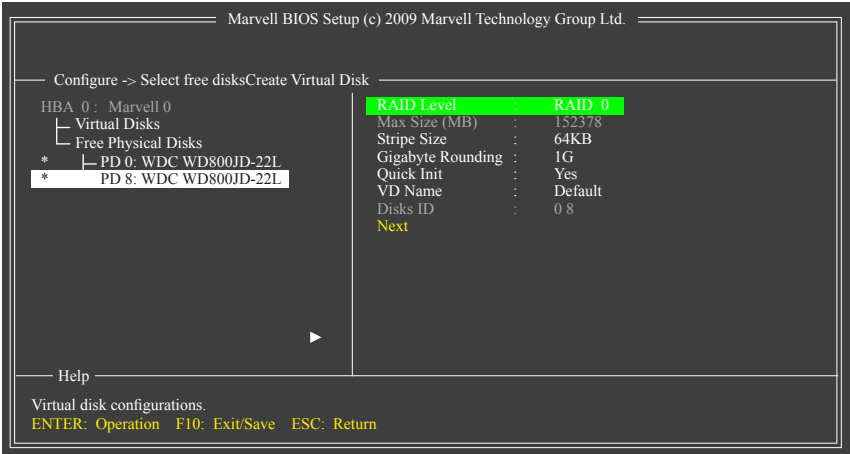 Marvell BIOS Setup (c) 2009 Marvell Technology Group Ltd.
Configure -> Select free disksCreate Virtual Disk
HBA 0 : Marvell 0
Virtual Disks
Free Physical Disks
* PD 0: WDC WD800JD-22L
* PD 8: WDC WD800JD-22L
RAID Level : RAID 0
Max Size (MB) : 152378
Stripe Size : 64KB
Gigabyte Rounding : 1G
Quick Init : Yes
VD Name : Default
Disks ID : 0 8
Next
Help
Virtual disk configurations.
ENTER: Operation F10: Exit/Save ESC: Return